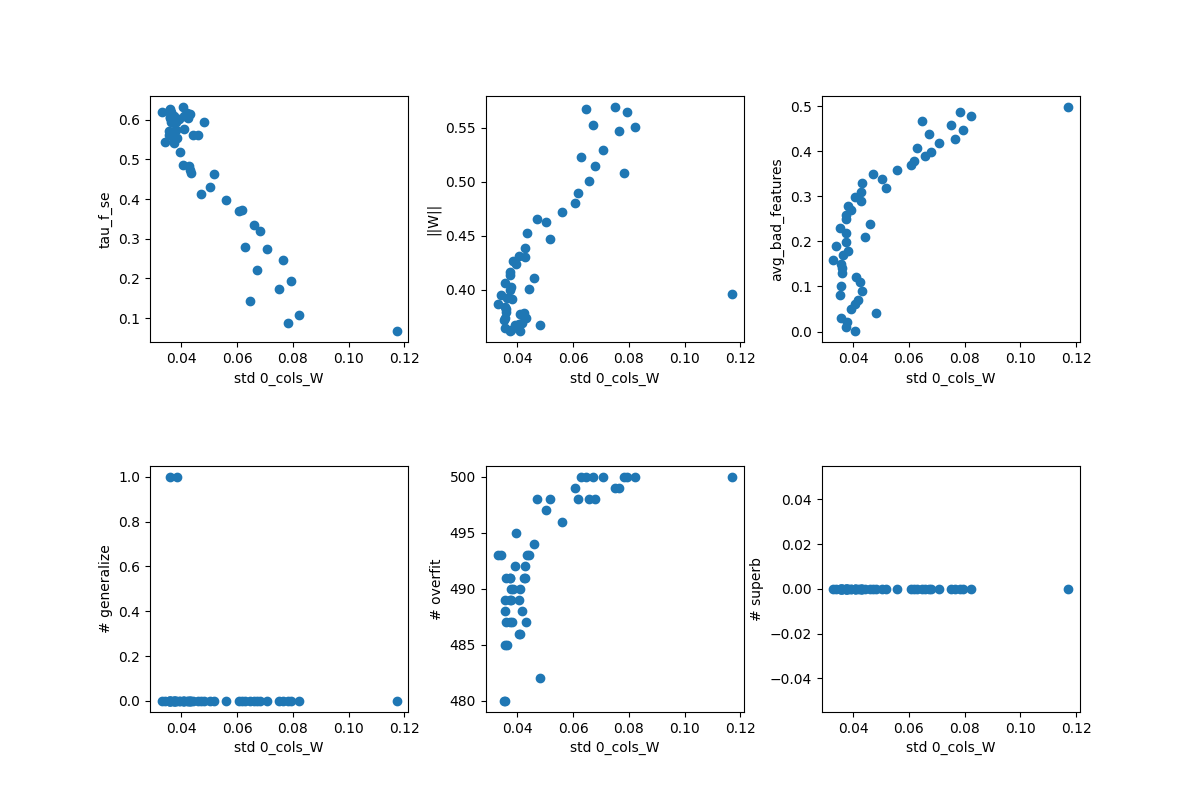 0.6
0.5
0.4
0.3
0.2
0.1
tau_f_se
0.04 0.06 0.08 0.10 0.12
std 0_cols_W
0.55
0.50
0.45
0.40
||W||
0.04 0.06 0.08 0.10 0.12
std 0_cols_W
0.5
0.4
0.3
0.2
0.1
0.0
avg_bad_features
0.04 0.06 0.08 0.10 0.12
std 0_cols_W
1.0
0.8
0.6
0.4
0.2
0.0
# generalize
0.04 0.06 0.08 0.10 0.12
std 0_cols_W
500
495
490
485
480
# overfit
0.04 0.06 0.08 0.10 0.12
std 0_cols_W
0.04
0.02
0.00
−0.02
−0.04
# superb
0.04 0.06 0.08 0.10 0.12
std 0_cols_W